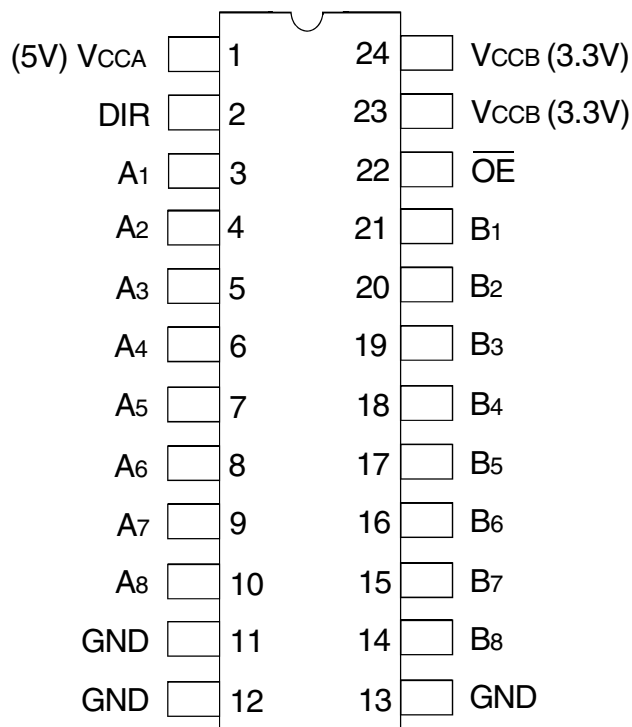 (5V) VCCA 1 24 VCCB (3.3V)
DIR 2 23 VCCB (3.3V)
A1 3 22 O̅E̅
A2 4 21 B1
A3 5 20 B2
A4 6 19 B3
A5 7 18 B4
A6 8 17 B5
A7 9 16 B6
A8 10 15 B7
GND 11 14 B8
GND 12 13 GND